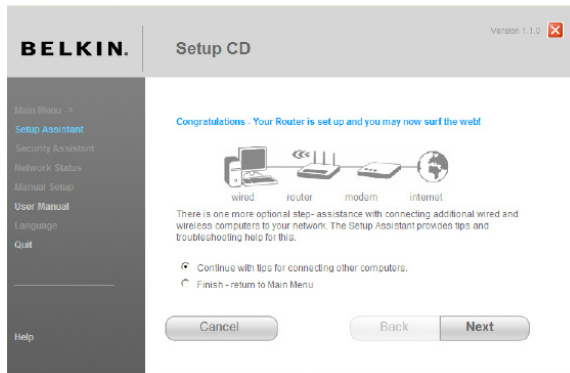 BELKIN.
Setup CD
Version 1.1.0
Main Menu »
Setup Assistant
Security Assistant
Network Status
Manual Setup
User Manual
Language
Quit
Help
Congratulations - Your Router is set up and you may now surf the web!
wired router modem internet
There is one more optional step- assistance with connecting additional wired and
wireless computers to your network. The Setup Assistant provides tips and
troubleshooting help for this.
Continue with tips for connecting other computers.
Finish - return to Main Menu
Cancel
Back
Next